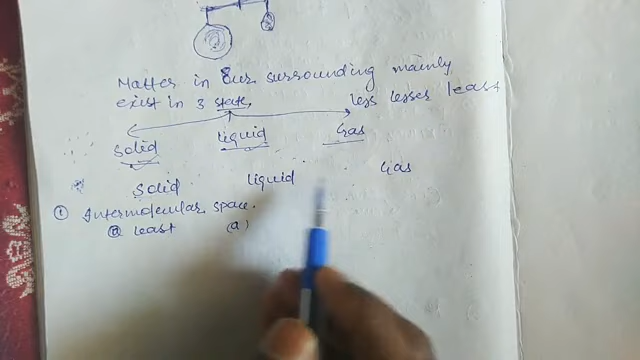 Matter in Our surrounding mainly
exist in 3 state.
less lesser least
solid liquid Gas
solid liquid Gas
① Intermolecular space.
ⓐ least (a)